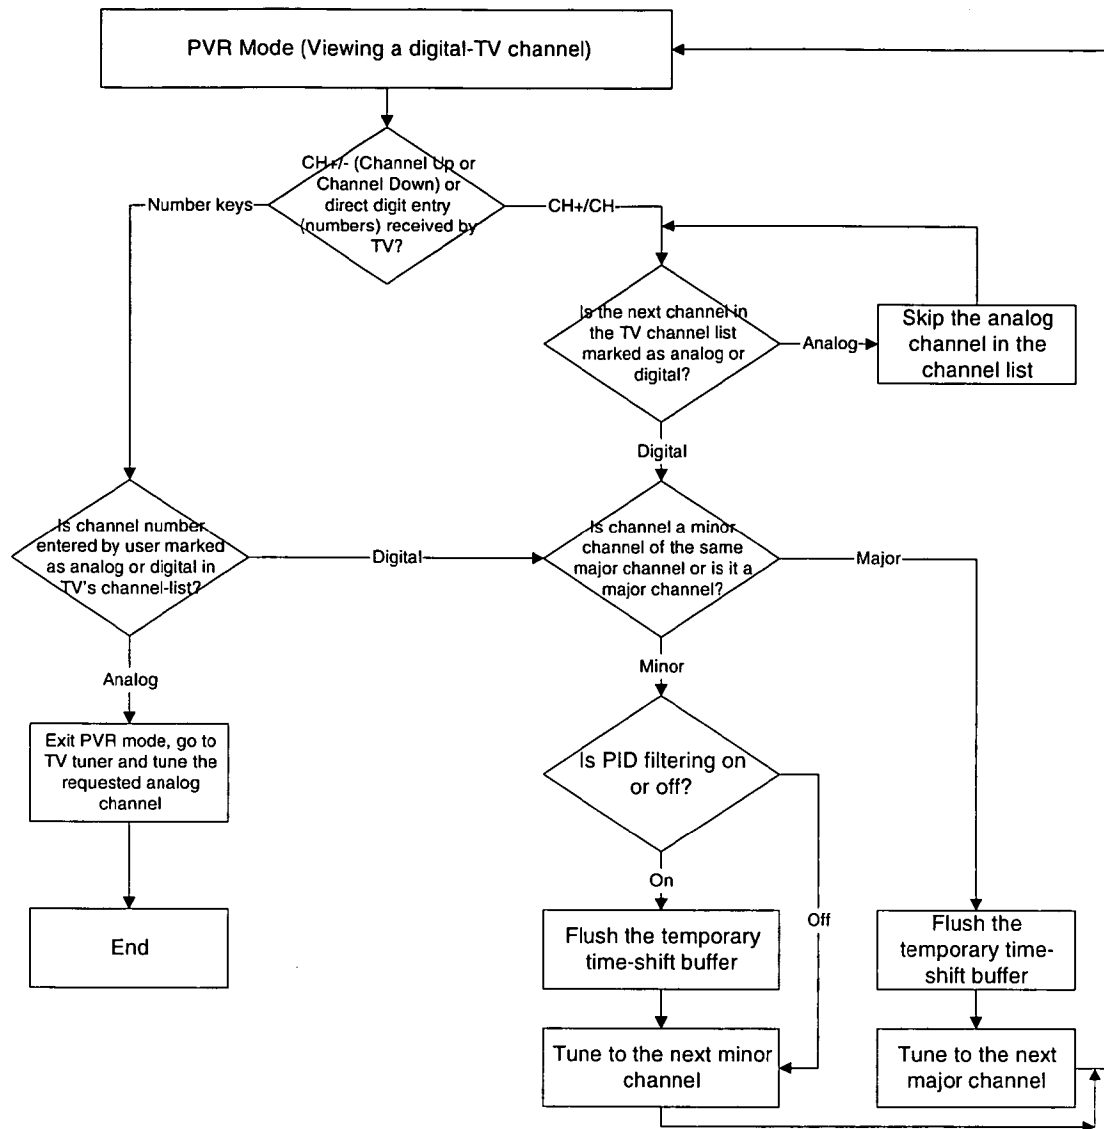 PVR Mode (Viewing a digital-TV channel)
CH+/- (Channel Up or
Channel Down) or
direct digit entry
(numbers) received by
TV?
Number keys
CH+/CH-
Is the next channel in
the TV channel list
marked as analog or
digital?
Analog
Skip the analog
channel in the
channel list
Digital
Is channel number
entered by user marked
as analog or digital in
TV's channel-list?
Digital
Is channel a minor
channel of the same
major channel or is it a
major channel?
Major
Analog
Minor
Exit PVR mode, go to
TV tuner and tune the
requested analog
channel
Is PID filtering on
or off?
On
Off
End
Flush the temporary
time-shift buffer
Flush the
temporary time-
shift buffer
Tune to the next minor
channel
Tune to the next
major channel